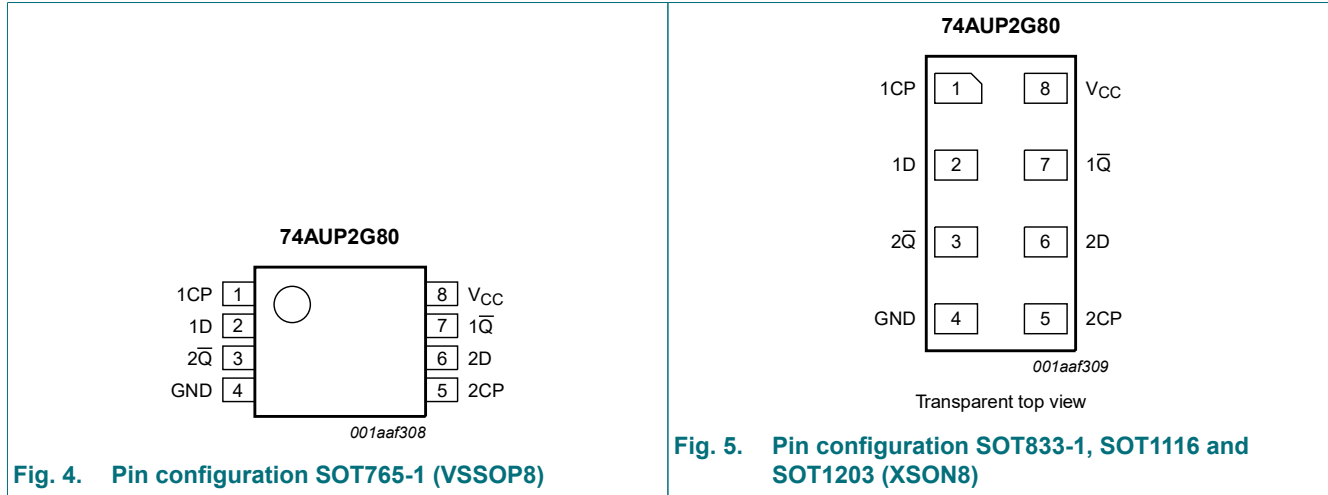 74AUP2G80
1CP 1 8 VCC
1D 2 7 1Q̅
2Q̅ 3 6 2D
GND 4 5 2CP
001aaf308
Fig. 4. Pin configuration SOT765-1 (VSSOP8)
74AUP2G80
1CP 1 8 VCC
1D 2 7 1Q̅
2Q̅ 3 6 2D
GND 4 5 2CP
001aaf309
Transparent top view
Fig. 5. Pin configuration SOT833-1, SOT1116 and
SOT1203 (XSON8)